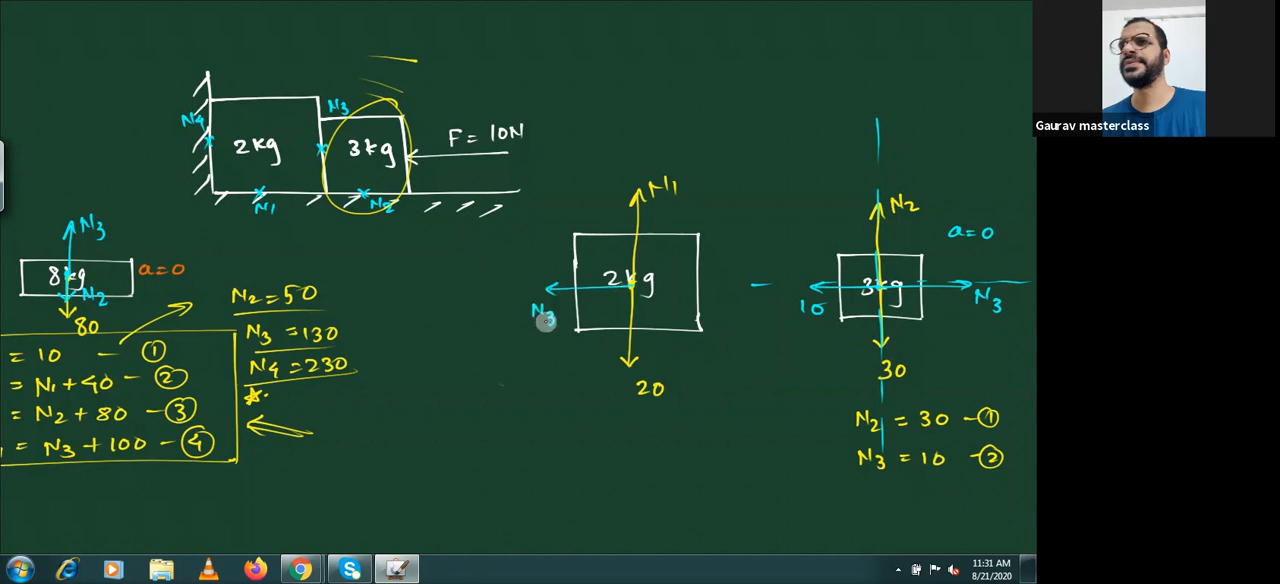 N4
N3
2kg
3kg
F = 10N
N1
N2
N3
8kg
a=0
N2
80
N2=50
N3=130
N4=230
= 10 — ①
= N1+40 — ②
= N2+80 — ③
= N3+100 — ④
N1
2kg
N3
20
N2
a=0
3kg
10
N3
30
N2 = 30 — ①
N3 = 10 — ②
Gaurav masterclass
11:31 AM
8/21/2020